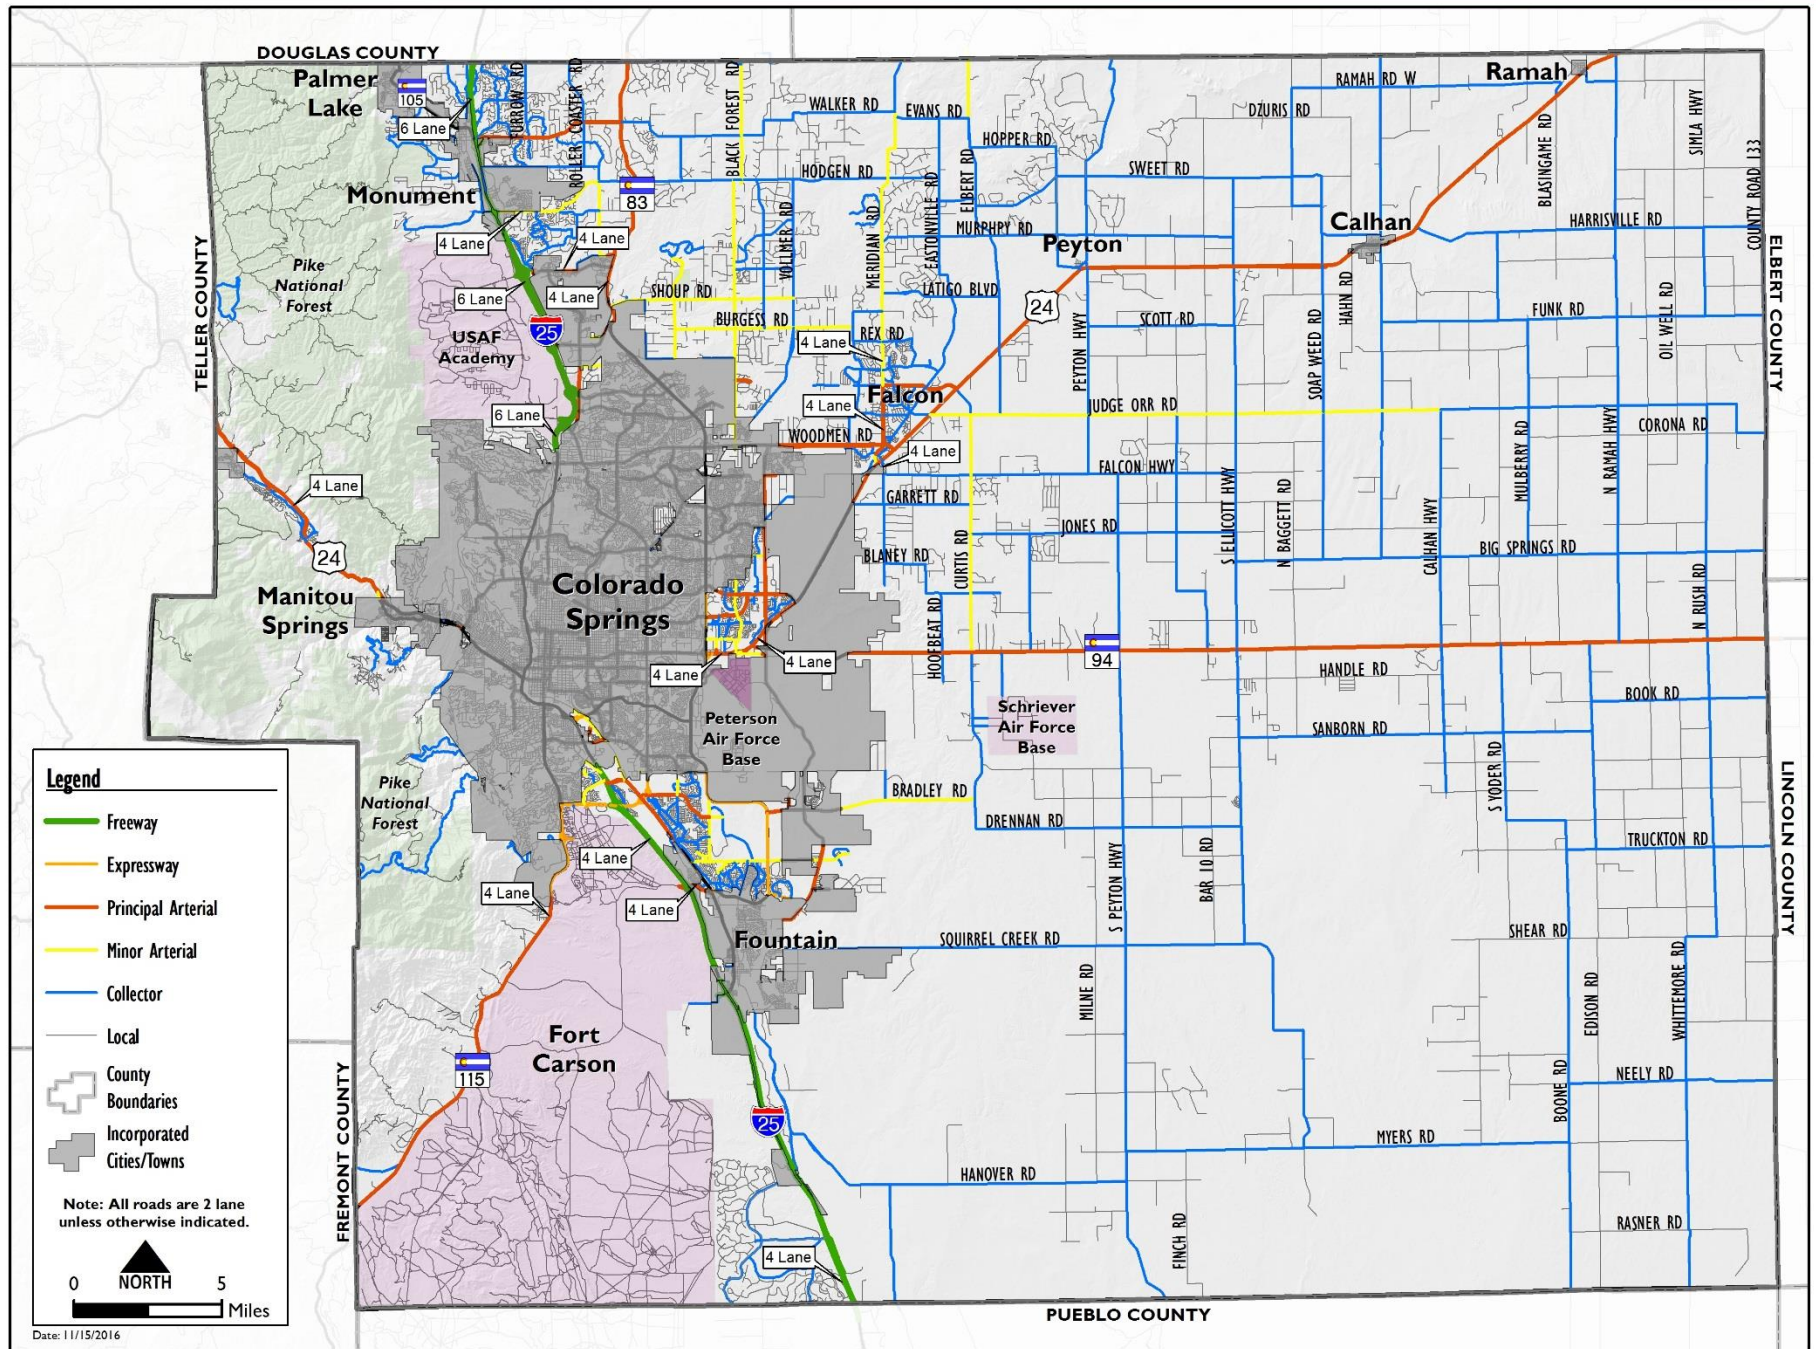 DOUGLAS COUNTY
Palmer
Lake
105
6 Lane
FURROW RD
ROLLER COASTER RD
BLACK FOREST RD
WALKER RD
EVANS RD
HOPPER RD
DZURIS RD
RAMAH RD W
Ramah
SIMLA HWY
COUNTY ROAD 133
BLASINGAME RD
Monument
83
HODGEN RD
ELBERT RD
SWEET RD
4 Lane
4 Lane
VOLLMER RD
MERIDIAN RD
EASTONVILLE RD
MURPHPY RD
Peyton
Calhan
HARRISVILLE RD
TELLER COUNTY
ELBERT COUNTY
Pike
National
Forest
6 Lane
4 Lane
SHOUP RD
LATIGO BLVD
24
HAHN RD
FUNK RD
OIL WELL RD
25
USAF
Academy
BURGESS RD
REX RD
4 Lane
SCOTT RD
PEYTON HWY
SOAP WEED RD
6 Lane
4 Lane
Falcon
JUDGE ORR RD
WOODMEN RD
4 Lane
CORONA RD
MULBERRY RD
N RAMAH HWY
FALCON HWY
4 Lane
GARRETT RD
S ELLICOTT HWY
N BAGGETT RD
CALHAN HWY
JONES RD
24
BLANEY RD
CURTIS RD
BIG SPRINGS RD
Manitou
Springs
Colorado
Springs
HOOFBEAT RD
N RUSH RD
94
4 Lane
4 Lane
HANDLE RD
BOOK RD
Peterson
Air Force
Base
Schriever
Air Force
Base
SANBORN RD
S YODER RD
LINCOLN COUNTY
Pike
National
Forest
BRADLEY RD
DRENNAN RD
TRUCKTON RD
4 Lane
S PEYTON HWY
BAR 10 RD
4 Lane
4 Lane
Fountain
SQUIRREL CREEK RD
SHEAR RD
MILNE RD
EDISON RD
WHITTEMORE RD
Fort
Carson
115
BOONE RD
NEELY RD
25
MYERS RD
FREMONT COUNTY
HANOVER RD
FINCH RD
RASNER RD
4 Lane
PUEBLO COUNTY
Legend
Freeway
Expressway
Principal Arterial
Minor Arterial
Collector
Local
County
Boundaries
Incorporated
Cities/Towns
Note: All roads are 2 lane
unless otherwise indicated.
NORTH
0 5
Miles
Date: 11/15/2016